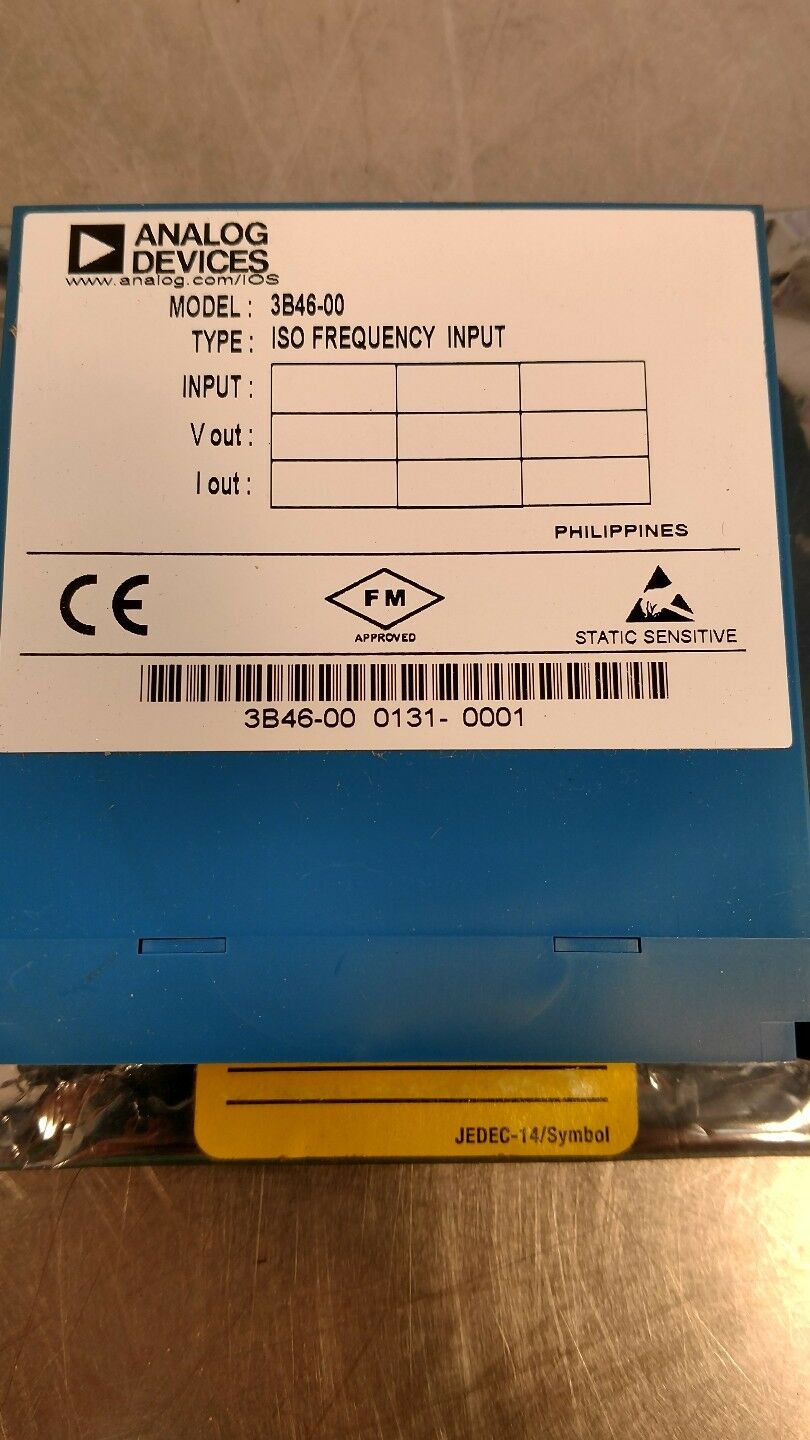 ANALOG
DEVICES
www.analog.com/IOS
MODEL : 3B46-00
TYPE : ISO FREQUENCY INPUT
INPUT :
V out :
I out :
PHILIPPINES
CE
FM
APPROVED
STATIC SENSITIVE
3B46-00 0131- 0001
JEDEC-14/Symbol